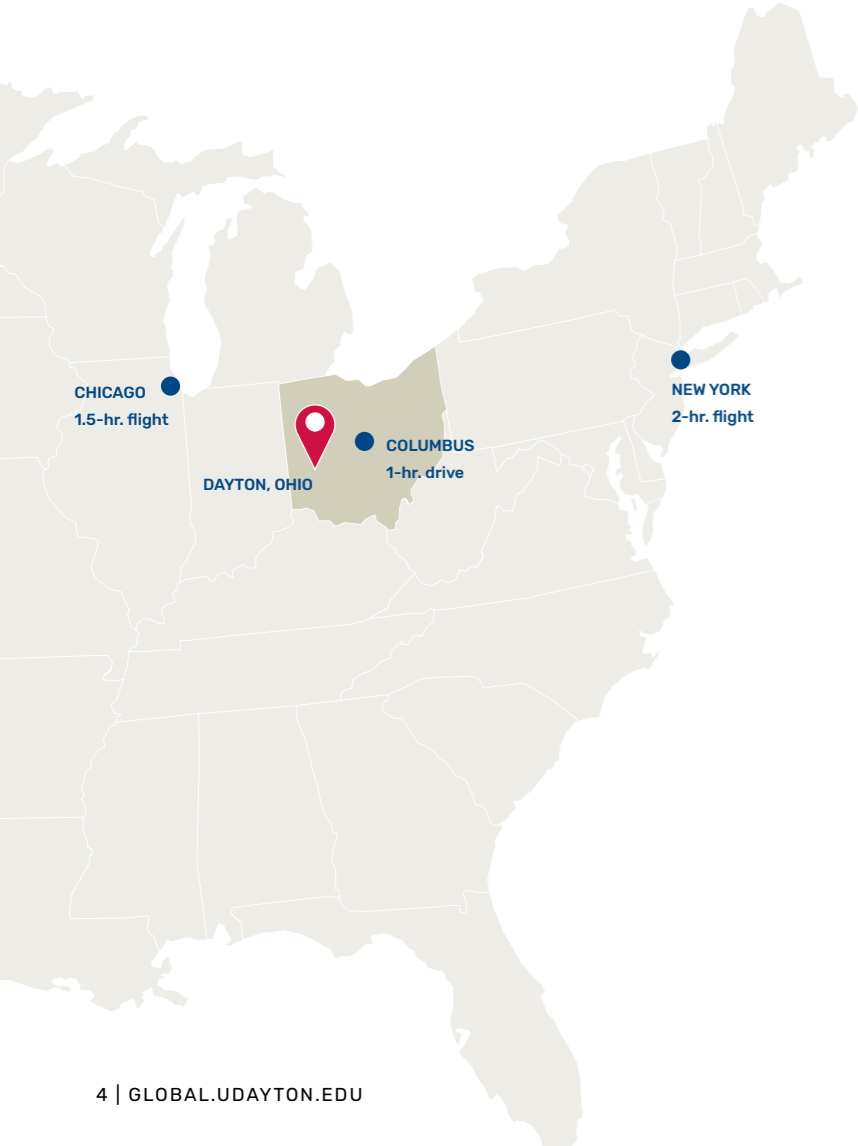 CHICAGO
1.5-hr. flight
NEW YORK
2-hr. flight
COLUMBUS
1-hr. drive
DAYTON, OHIO
4 | GLOBAL.UDAYTON.EDU